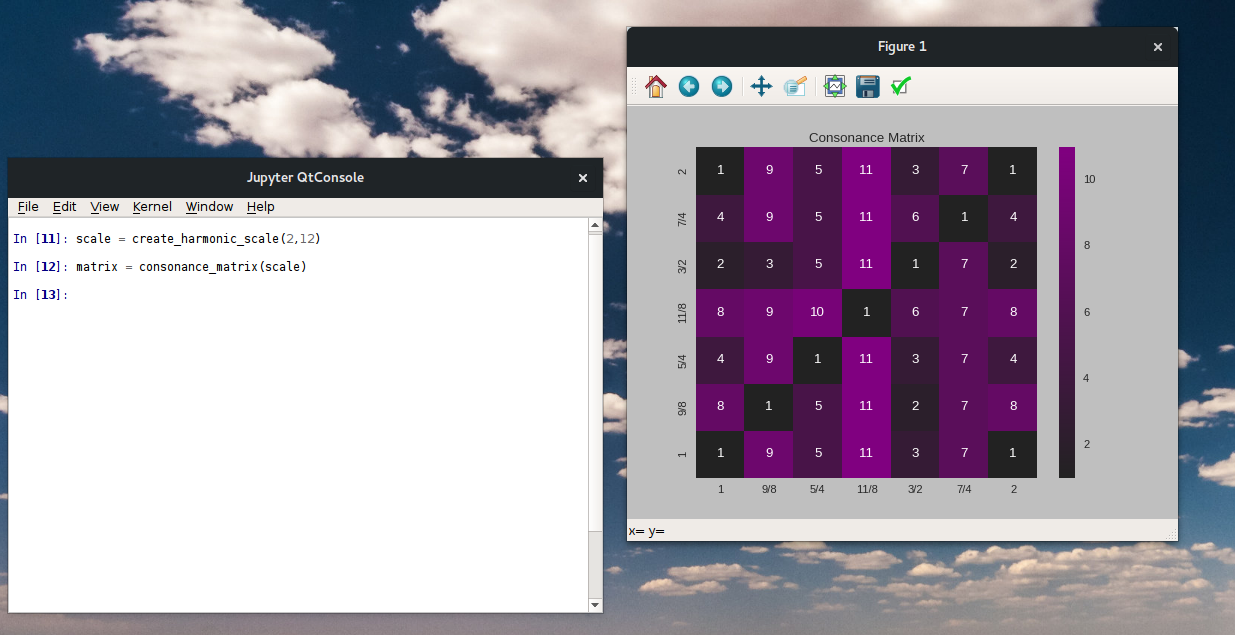 Jupyter QtConsole
File Edit View Kernel Window Help
In [11]: scale = create_harmonic_scale(2,12)
In [12]: matrix = consonance_matrix(scale)
In [13]:
Figure 1
Consonance Matrix
2 1 9 5 11 3 7 1
7/4 4 9 5 11 6 1 4
3/2 2 3 5 11 1 7 2
11/8 8 9 10 1 6 7 8
5/4 4 9 1 11 3 7 4
9/8 8 1 5 11 2 7 8
1 1 9 5 11 3 7 1
1 9/8 5/4 11/8 3/2 7/4 2
10
8
6
4
2
x= y=